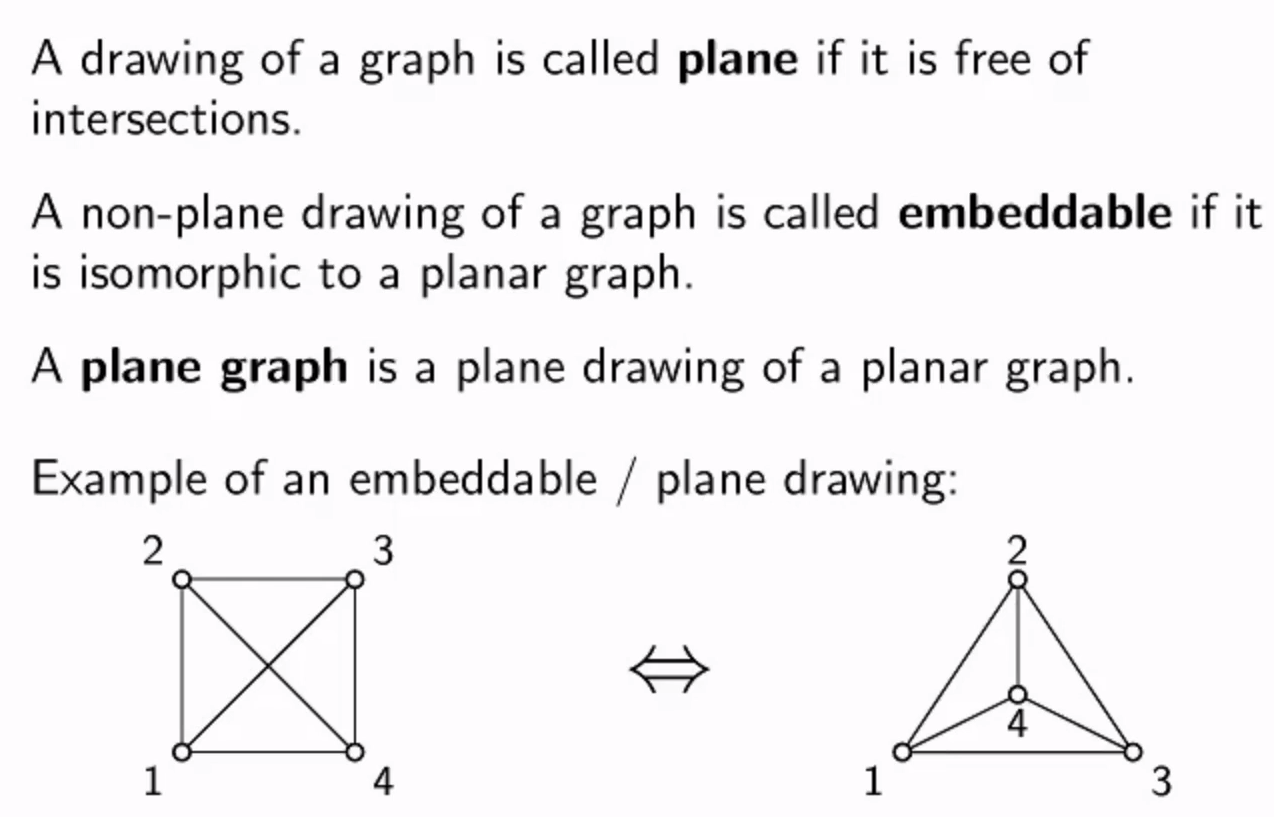 A drawing of a graph is called plane if it is free of
intersections.
A non-plane drawing of a graph is called embeddable if it
is isomorphic to a planar graph.
A plane graph is a plane drawing of a planar graph.
Example of an embeddable / plane drawing:
2 3 2
⇔
4
1 4 1 3